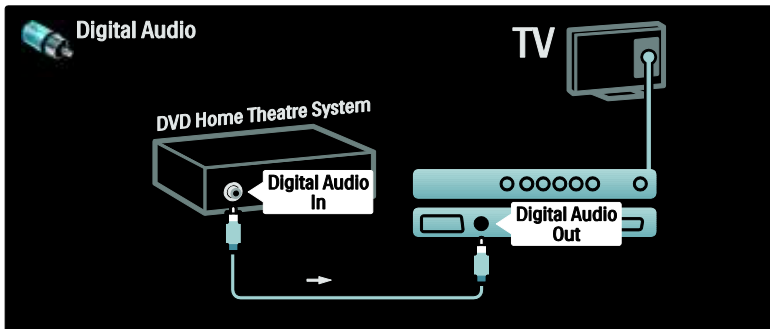 Digital Audio
TV
DVD Home Theatre System
Digital Audio
In
Digital Audio
Out